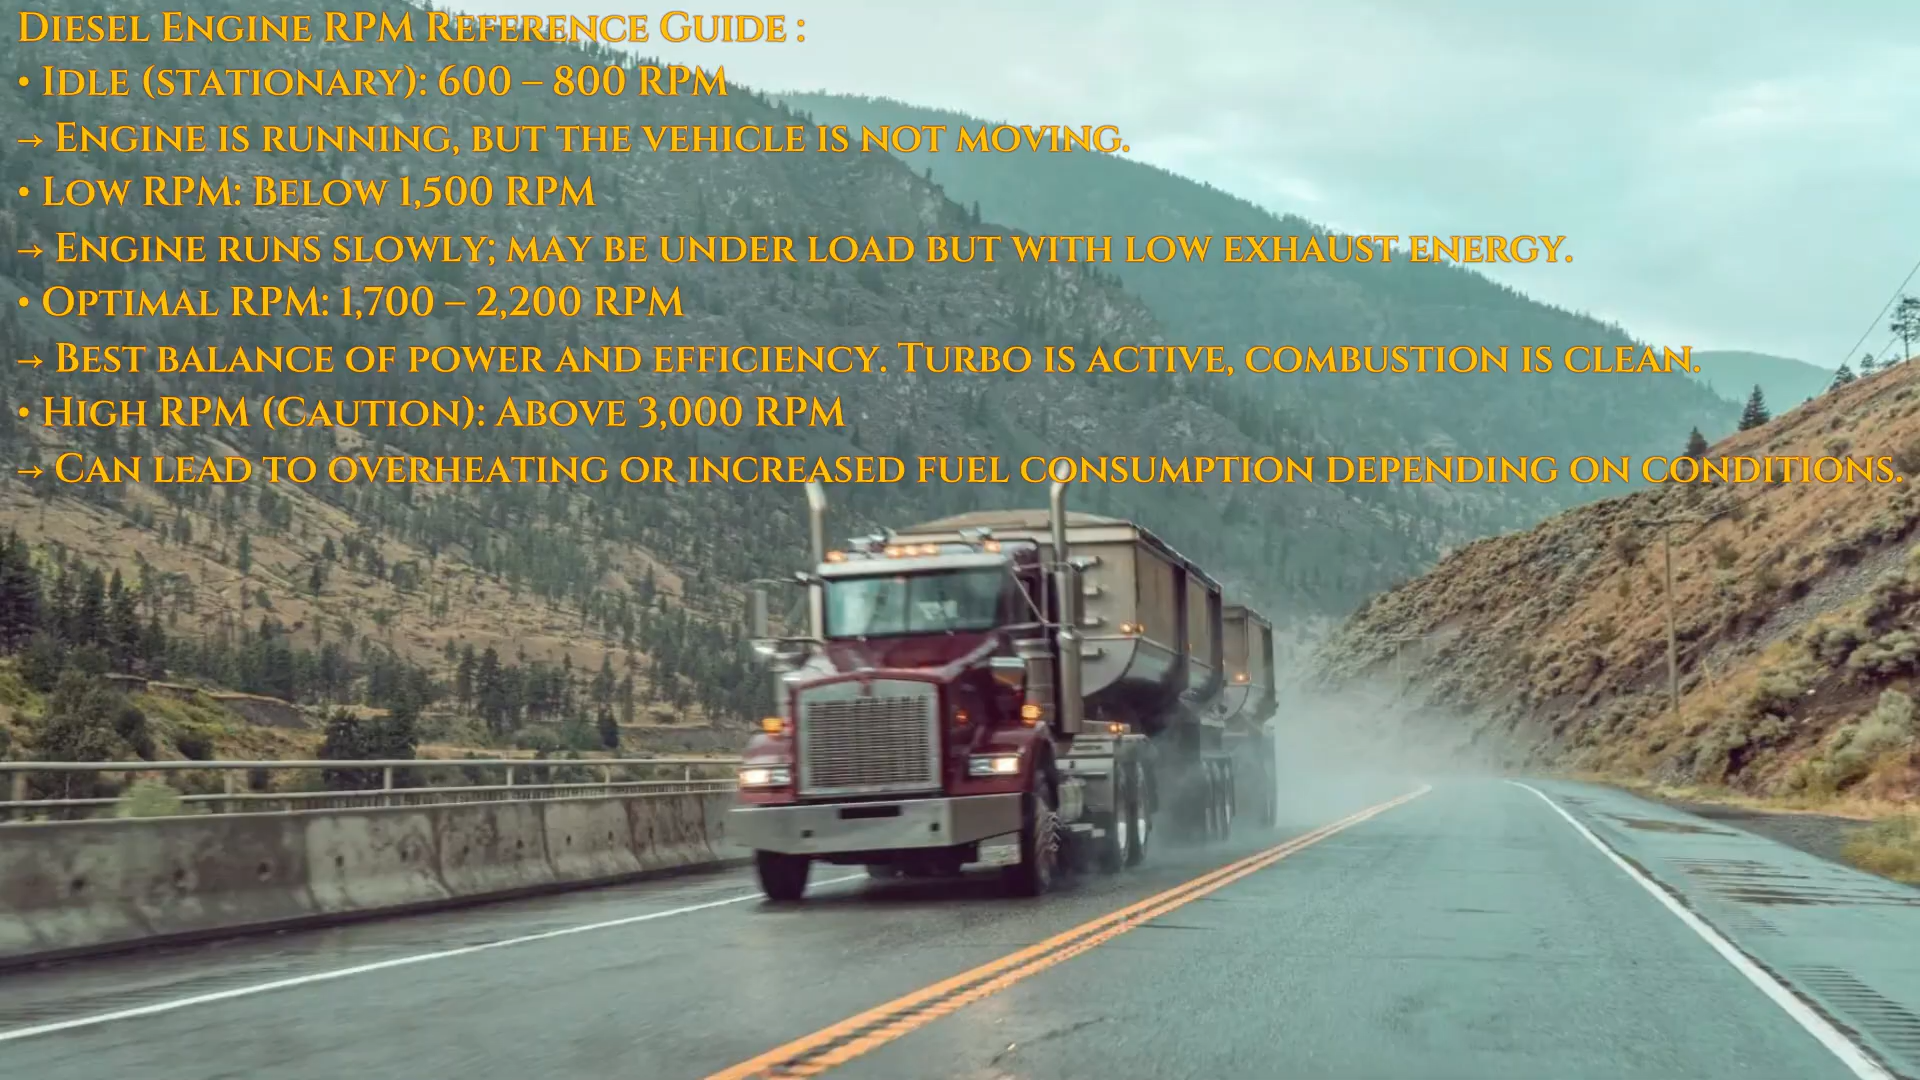 Diesel Engine RPM Reference Guide :
• Idle (stationary): 600 – 800 RPM
→ Engine is running, but the vehicle is not moving.
• Low RPM: Below 1,500 RPM
→ Engine runs slowly; may be under load but with low exhaust energy.
• Optimal RPM: 1,700 – 2,200 RPM
→ Best balance of power and efficiency. Turbo is active, combustion is clean.
• High RPM (Caution): Above 3,000 RPM
→ Can lead to overheating or increased fuel consumption depending on conditions.